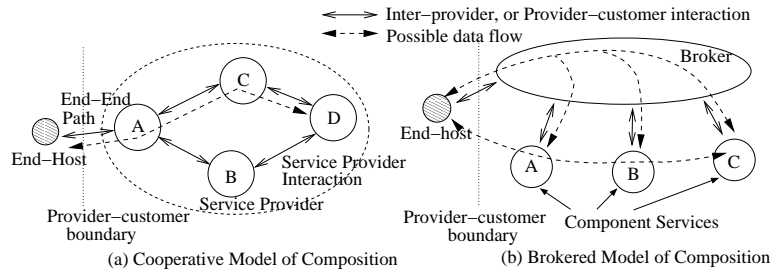 Inter−provider, or Provider−customer interaction
Possible data flow
End−End
Path
End−Host
A
C
D
B
Service Provider
Interaction
Service Provider
Provider−customer
boundary
(a) Cooperative Model of Composition
Broker
End−host
A
B
C
Component Services
Provider−customer
boundary
(b) Brokered Model of Composition